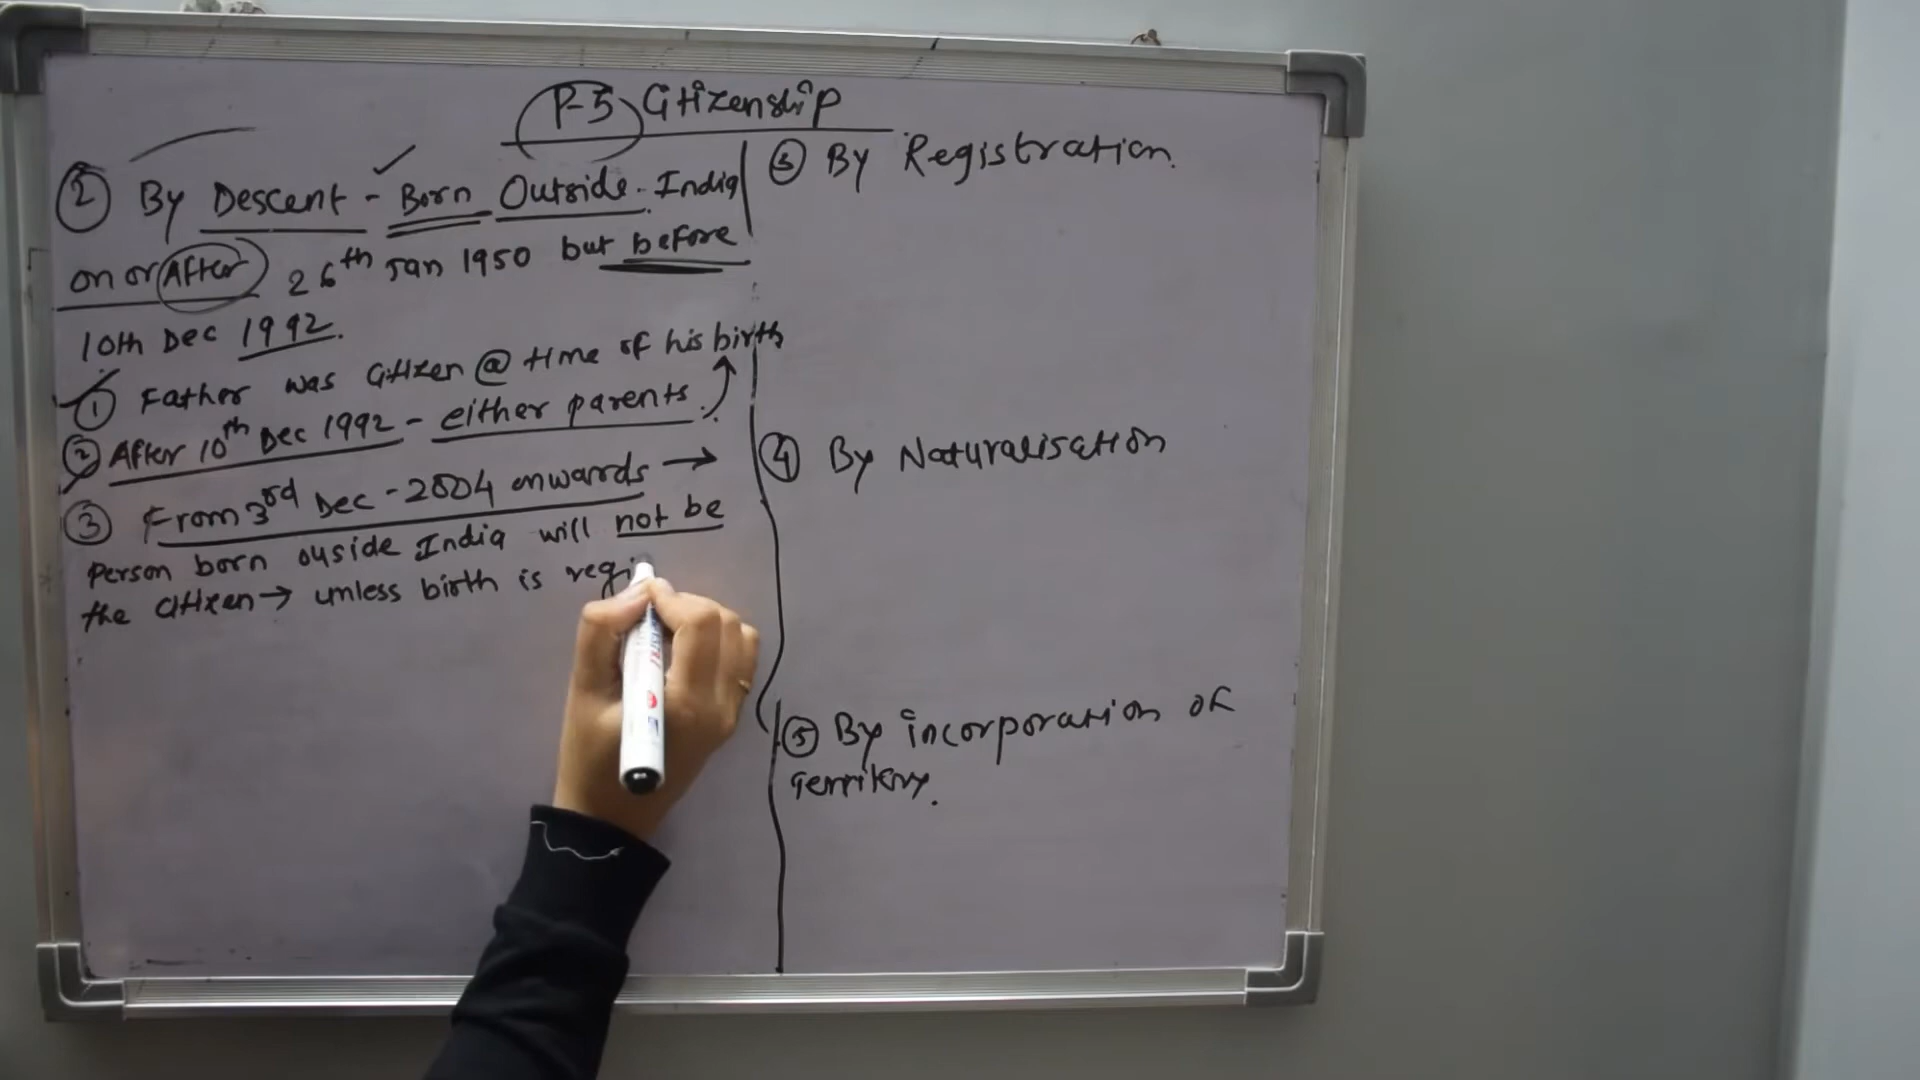 P-5 Citizenship
② By Descent - Born Outside India
on or After 26th Jan 1950 but before
10th Dec 1992.
① Father was citizen @ time of his birth
② After 10th Dec 1992 - either parents.
③ From 3rd Dec - 2004 onwards →
Person born ouside India will not be
the citizen → unless birth is regi
③ By Registration.
④ By Naturalisation
⑤ By incorporation of
Territory.